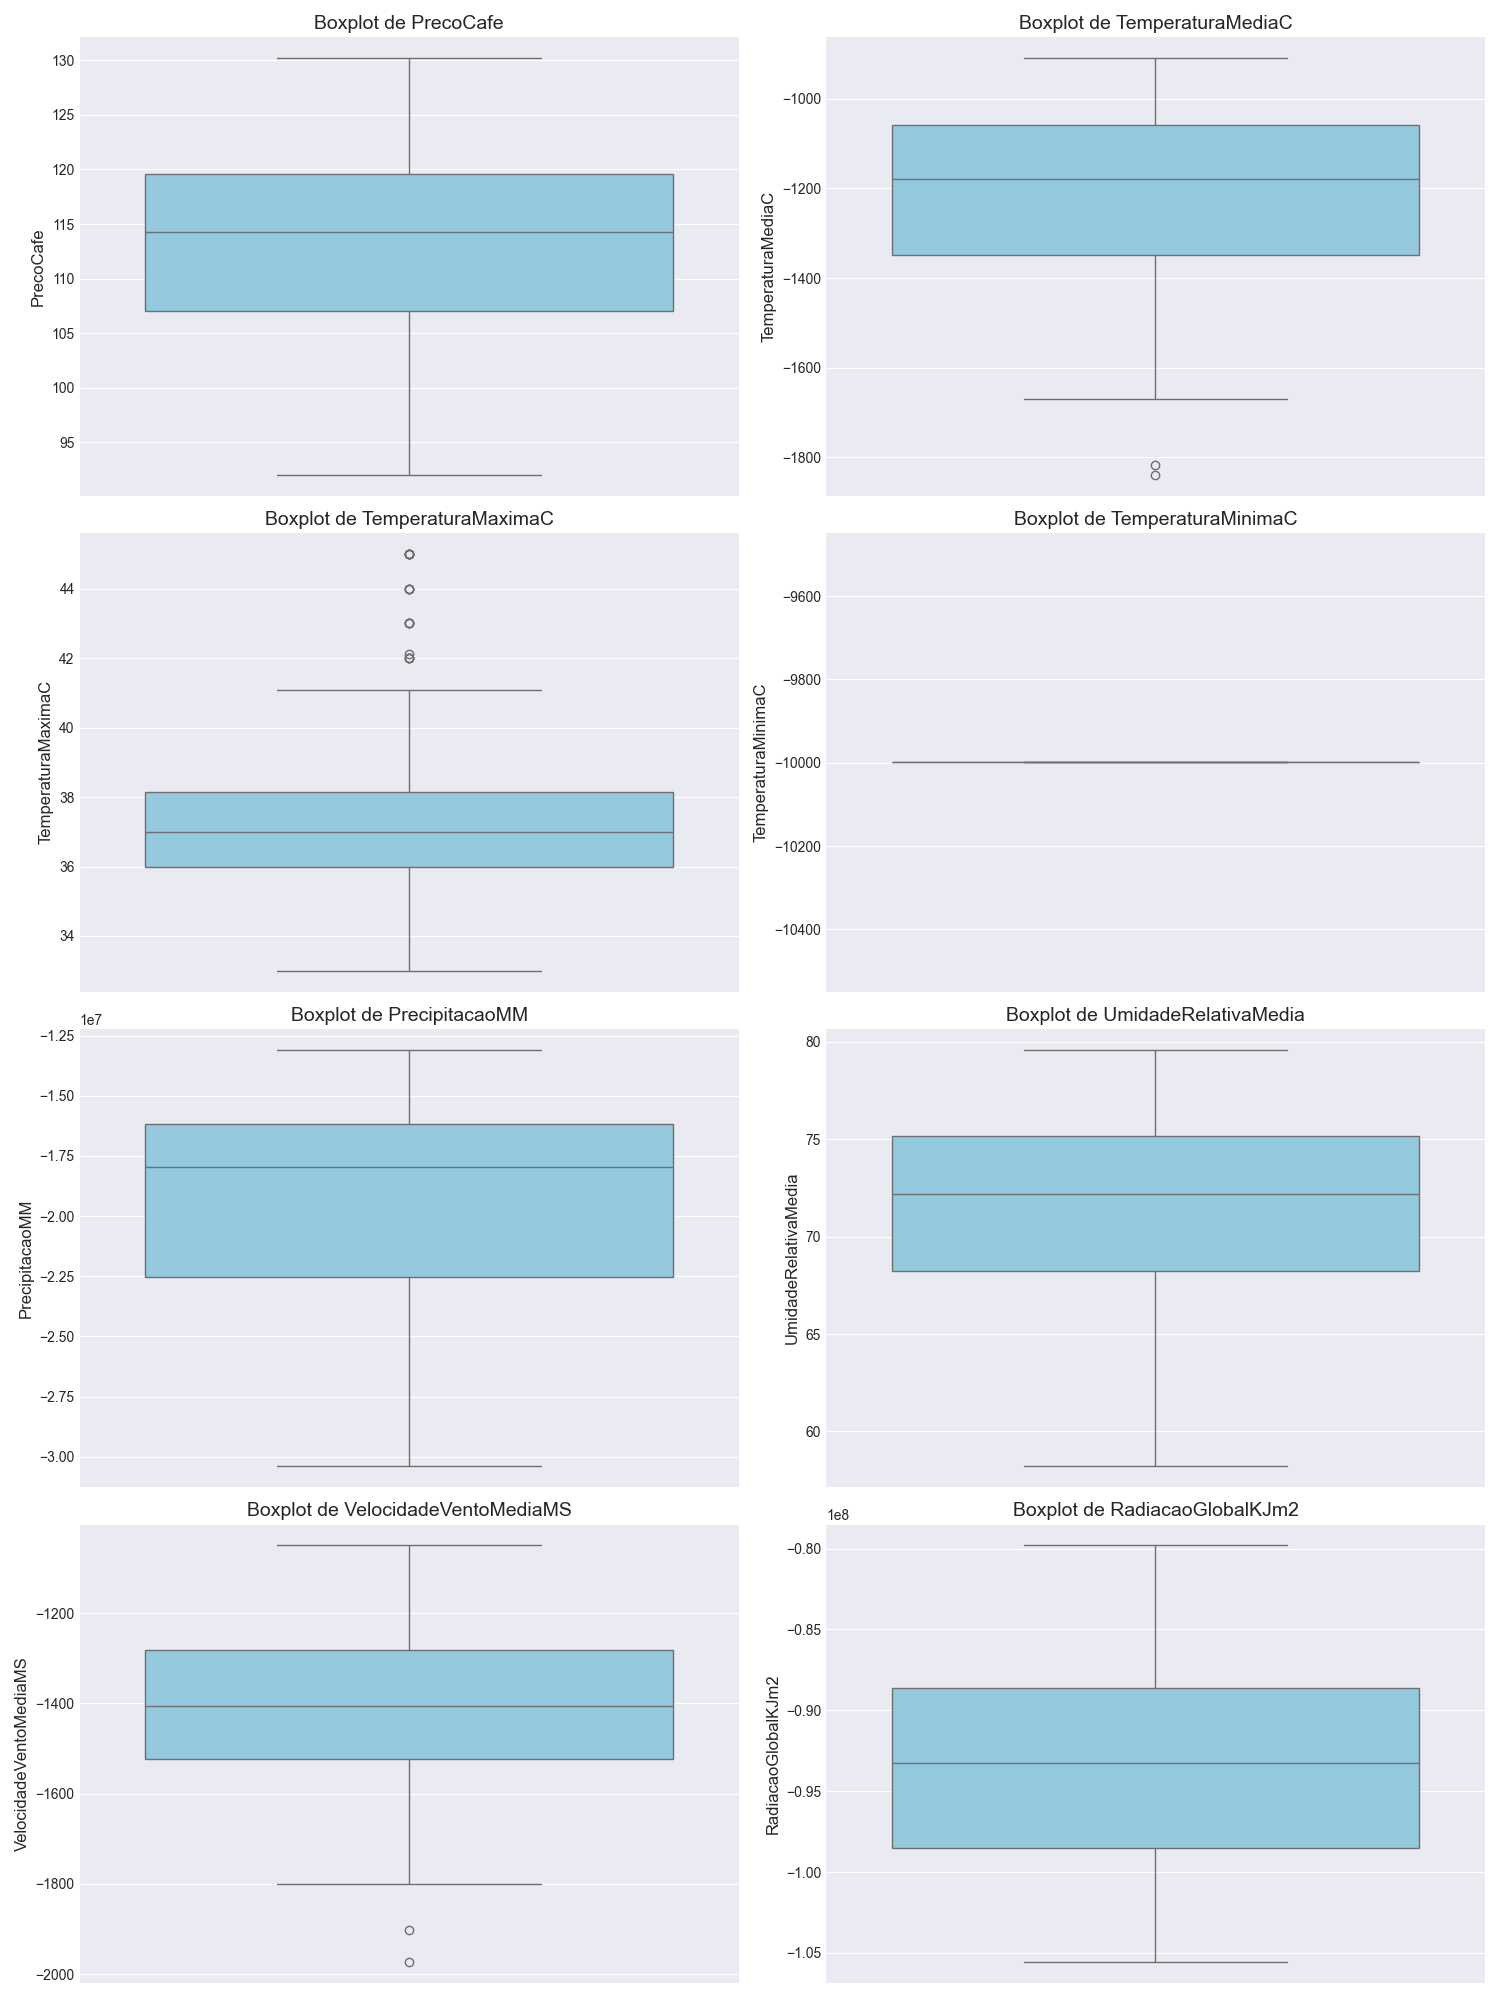 Boxplot de PrecoCafe
130
125
120
115
110
105
100
95
PrecoCafe
Boxplot de TemperaturaMediaC
−1000
−1200
−1400
−1600
−1800
TemperaturaMediaC
Boxplot de TemperaturaMaximaC
44
42
40
38
36
34
TemperaturaMaximaC
Boxplot de TemperaturaMinimaC
−9600
−9800
−10000
−10200
−10400
TemperaturaMinimaC
Boxplot de PrecipitacaoMM
1e7
−1.25
−1.50
−1.75
−2.00
−2.25
−2.50
−2.75
−3.00
PrecipitacaoMM
Boxplot de UmidadeRelativaMedia
80
75
70
65
60
UmidadeRelativaMedia
Boxplot de VelocidadeVentoMediaMS
−1200
−1400
−1600
−1800
−2000
VelocidadeVentoMediaMS
Boxplot de RadiacaoGlobalKJm2
1e8
−0.80
−0.85
−0.90
−0.95
−1.00
−1.05
RadiacaoGlobalKJm2